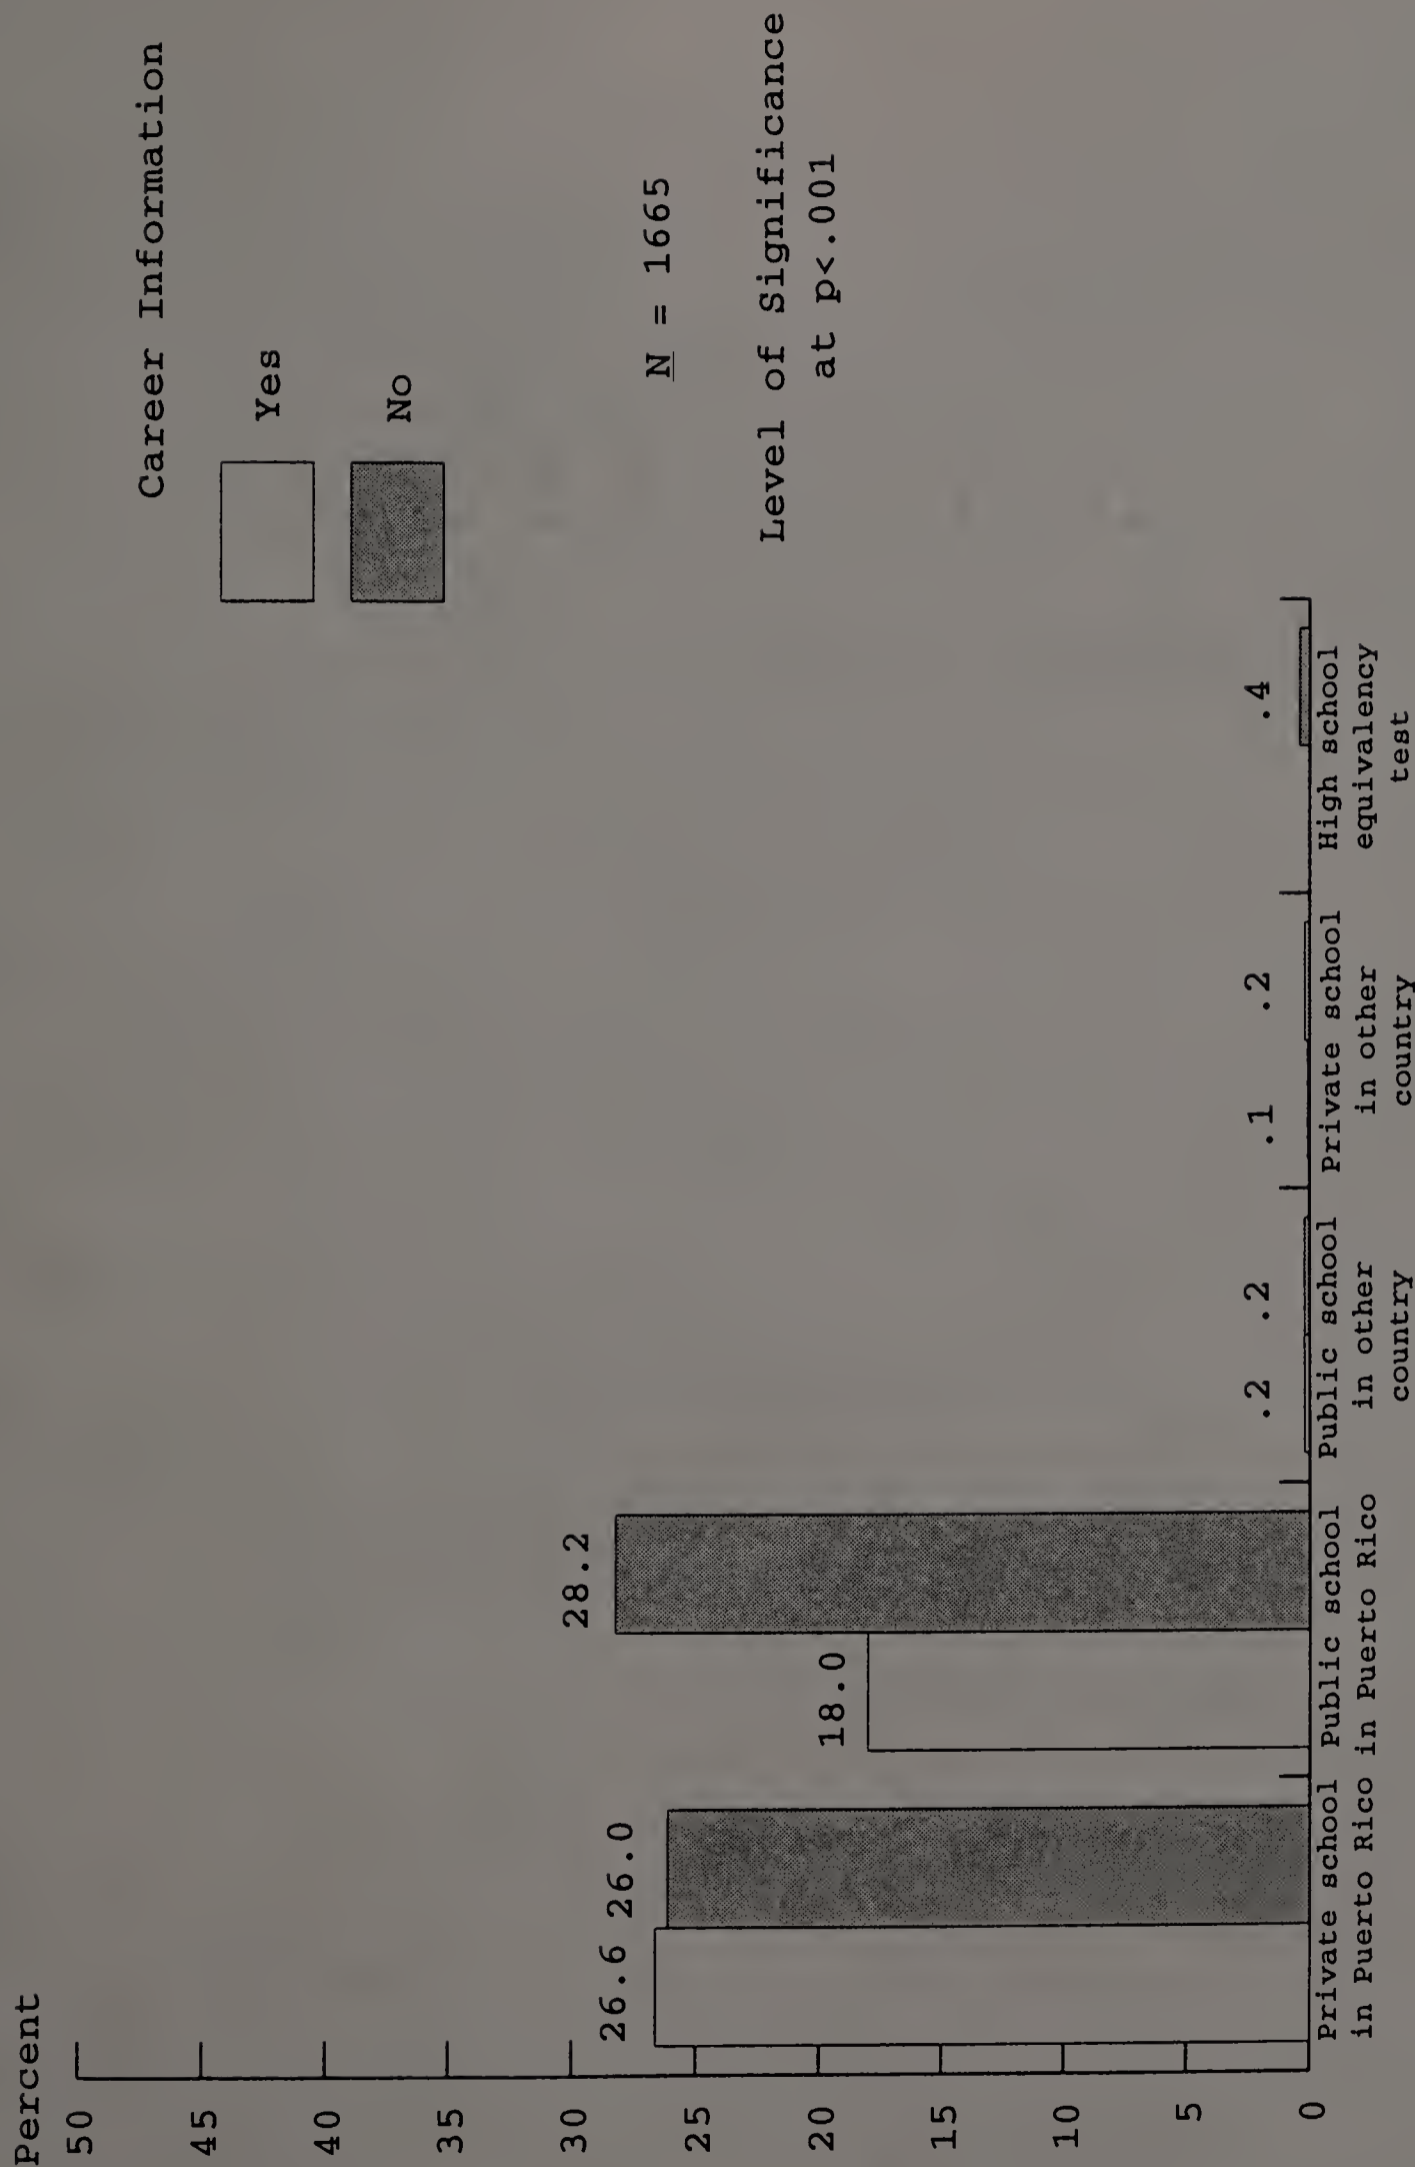 Percent
50
45
40
35
30
25
20
15
10
5
0
Career Information
Yes
No
N = 1665
Level of Significance
at p<.001
26.6
26.0
18.0
28.2
.2
.2
.1
.2
.4
Private school
in Puerto Rico
Public school
in Puerto Rico
Public school
in other
country
Private school
in other
country
High school
equivalency
test